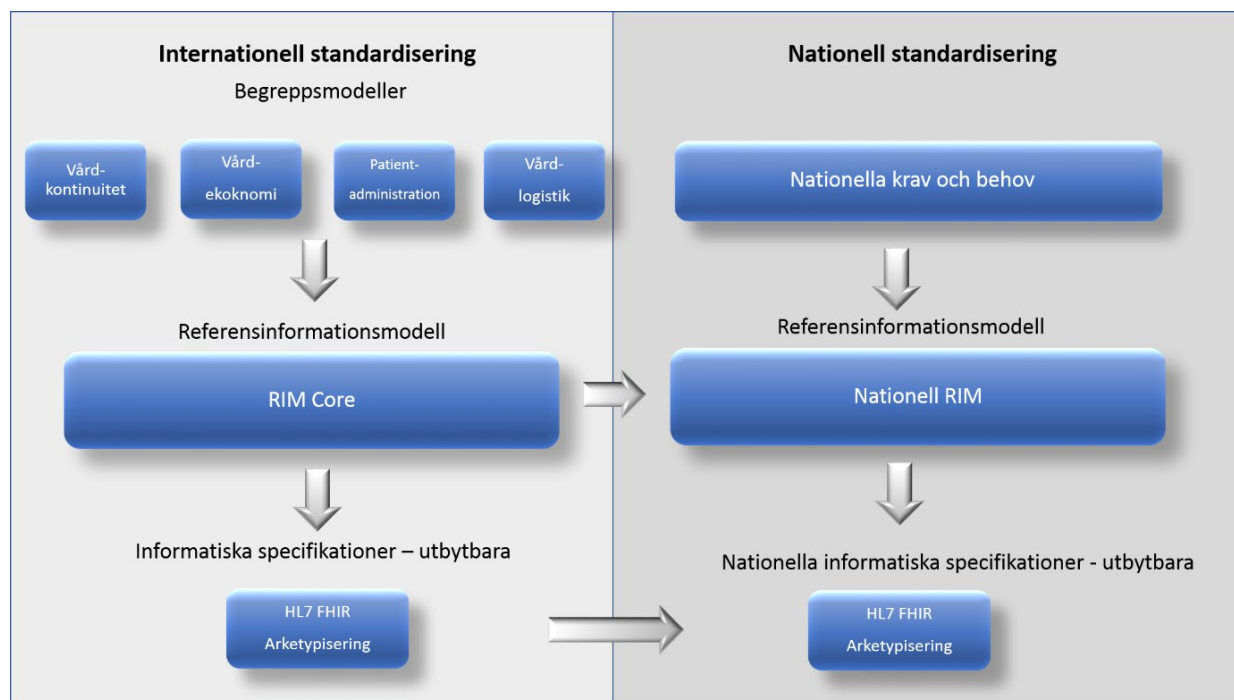 Internationell standardisering
Begreppsmodeller
Vård-
kontinuitet
Vård-
ekoknomi
Patient-
administration
Vård-
logistik
Referensinformationsmodell
RIM Core
Informatiska specifikationer – utbytbara
HL7 FHIR
Arketypisering
Nationell standardisering
Nationella krav och behov
Referensinformationsmodell
Nationell RIM
Nationella informatiska specifikationer - utbytbara
HL7 FHIR
Arketypisering